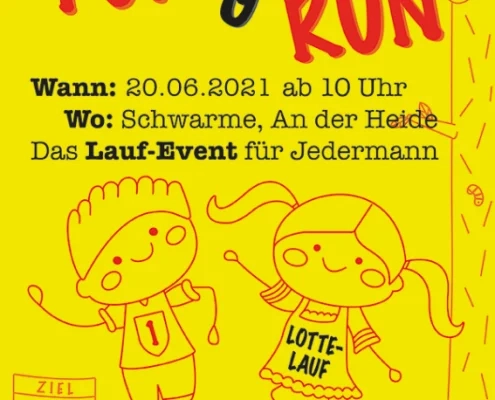 RUN
Wann: 20.06.2021 ab 10 Uhr
Wo: Schwarme, An der Heide
Das Lauf-Event für Jedermann
1
LOTTE-
LAUF
ZIEL